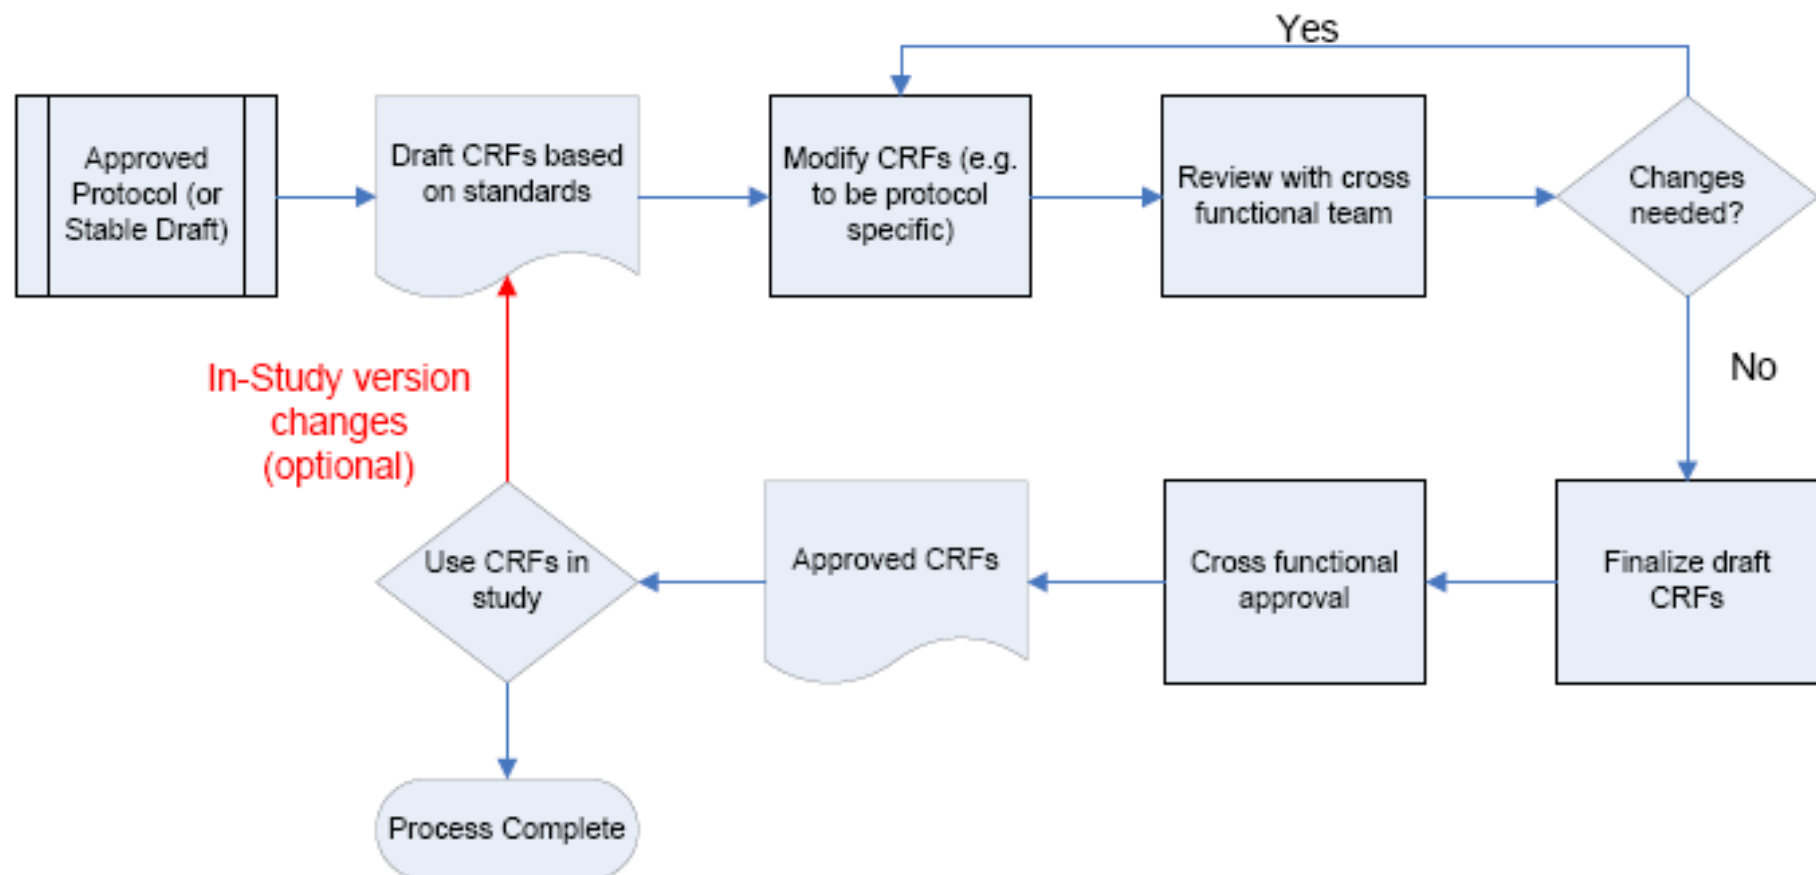 Yes
Approved
Protocol (or
Stable Draft)
Draft CRFs based
on standards
Modify CRFs (e.g.
to be protocol
specific)
Review with cross
functional team
Changes
needed?
No
In-Study version
changes
(optional)
Use CRFs in
study
Approved CRFs
Cross functional
approval
Finalize draft
CRFs
Process Complete